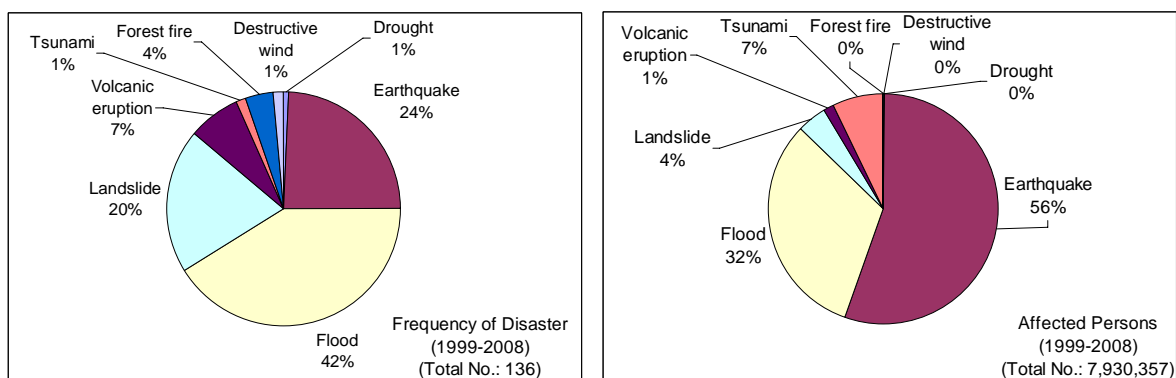 Tsunami
1%
Forest fire
4%
Destructive
wind
1%
Drought
1%
Earthquake
24%
Volcanic
eruption
7%
Landslide
20%
Flood
42%
Frequency of Disaster
(1999-2008)
(Total No.: 136)
Volcanic
eruption
1%
Tsunami
7%
Forest fire
0%
Destructive
wind
0%
Drought
0%
Landslide
4%
Earthquake
56%
Flood
32%
Affected Persons
(1999-2008)
(Total No.: 7,930,357)